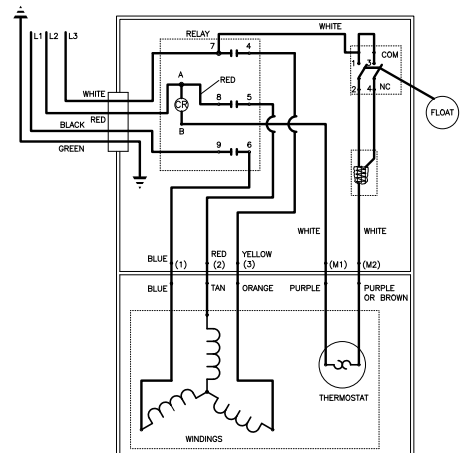 L1 L2 L3
WHITE
RED
BLACK
GREEN
RELAY
7 4
A
RED
CR
8 5
B
9 6
WHITE
1 3 COM
2 4 NC
FLOAT
BLUE (1)
RED (2)
YELLOW (3)
WHITE (M1)
WHITE (M2)
BLUE
TAN
ORANGE
PURPLE
PURPLE
OR BROWN
THERMOSTAT
WINDINGS